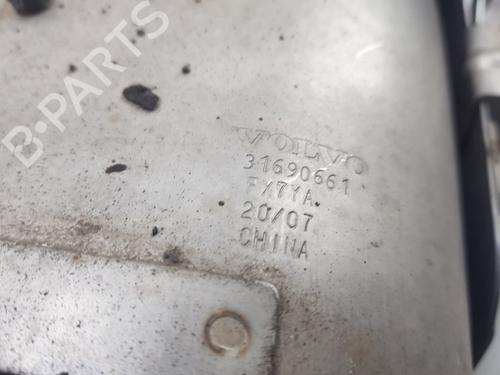 B-PARTS
VOLVO
31690661
FX7YA
20/07
CHINA